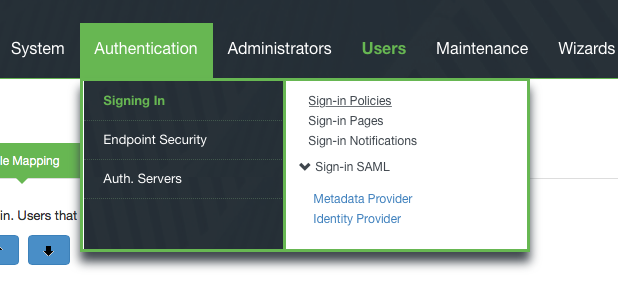 System Authentication Administrators Users Maintenance Wizards
Signing In
Endpoint Security
Auth. Servers
Sign-in Policies
Sign-in Pages
Sign-in Notifications
Sign-in SAML
Metadata Provider
Identity Provider
Mapping
in. Users that